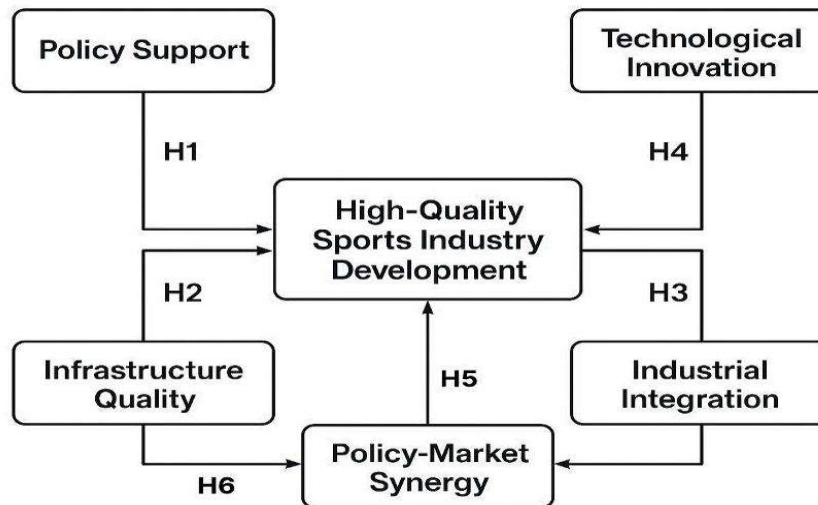 Policy Support
Technological
Innovation
H1
H4
High-Quality
Sports Industry
Development
H2
H3
Infrastructure
Quality
H5
Industrial
Integration
Policy-Market
Synergy
H6